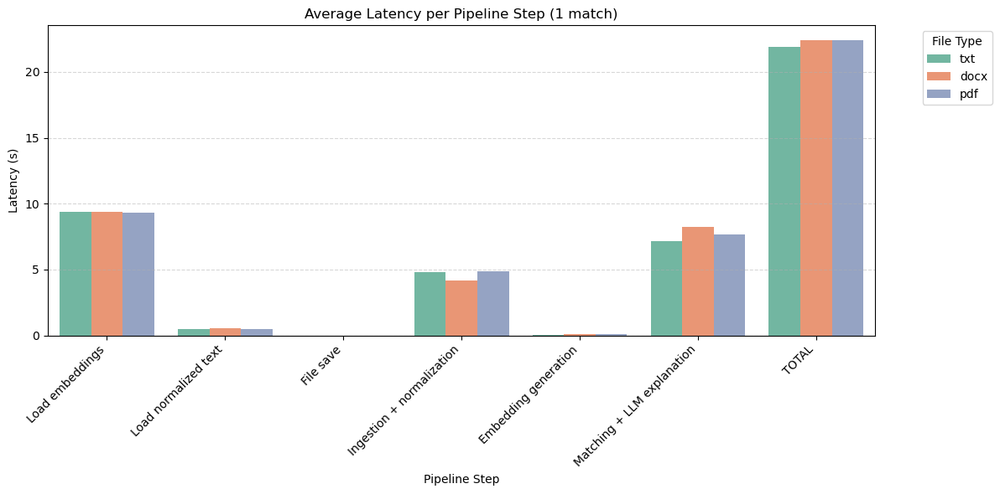 Average Latency per Pipeline Step (1 match)
File Type
txt
docx
pdf
Latency (s)
20
15
10
5
0
Load embeddings
Load normalized text
File save
Ingestion + normalization
Embedding generation
Matching + LLM explanation
TOTAL
Pipeline Step